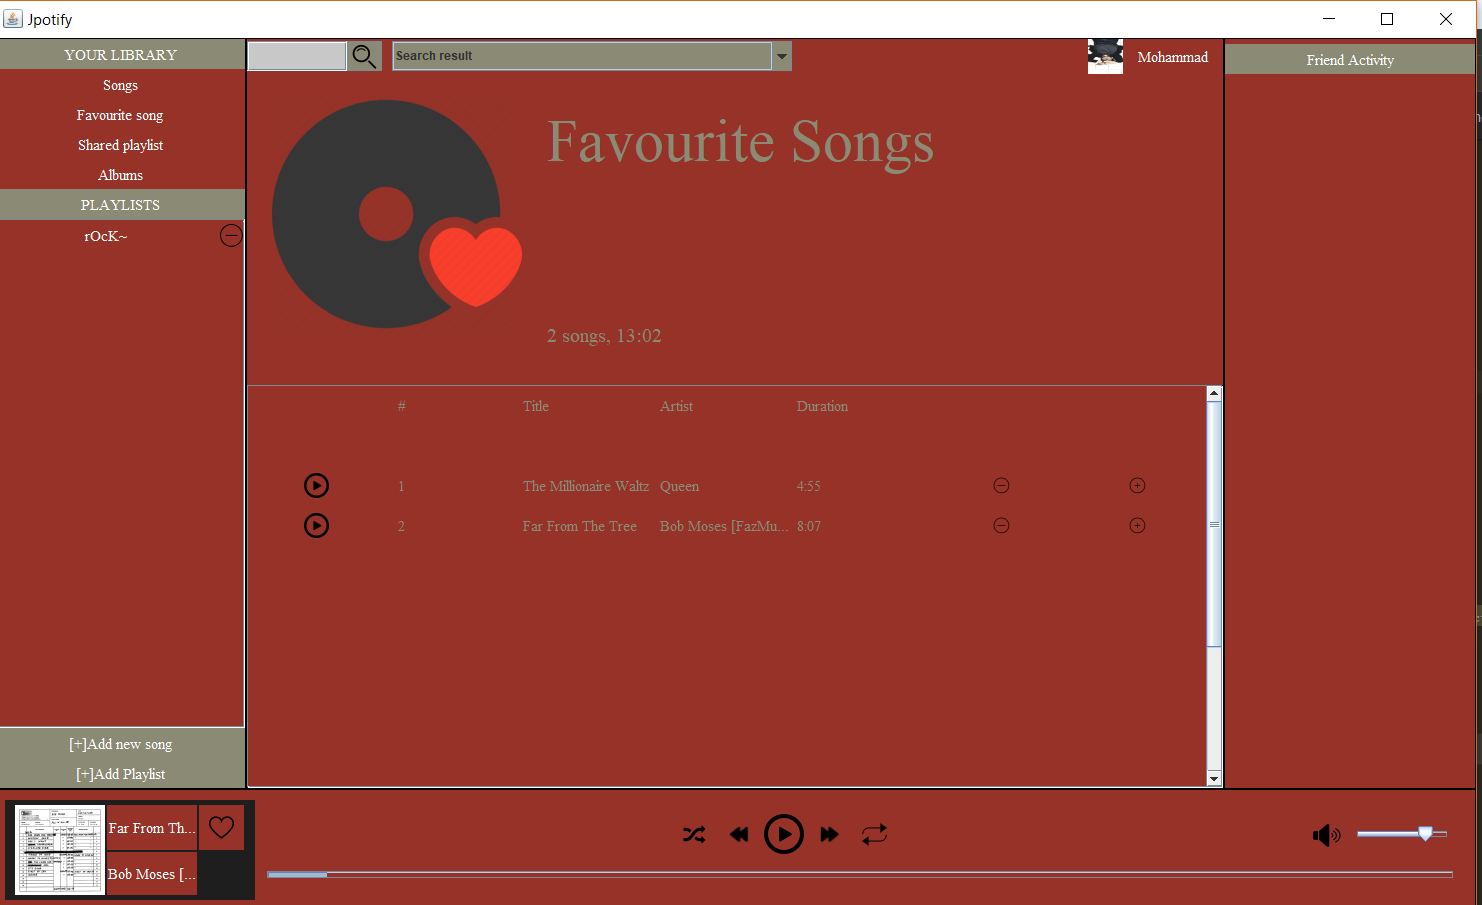 Jpotify
YOUR LIBRARY
Songs
Favourite song
Shared playlist
Albums
PLAYLISTS
rOcK~
[+]Add new song
[+]Add Playlist
Search result
Mohammad
Favourite Songs
2 songs, 13:02
# Title Artist Duration
1 The Millionaire Waltz Queen 4:55
2 Far From The Tree Bob Moses [FazMu... 8:07
Friend Activity
Far From Th...
Bob Moses [...